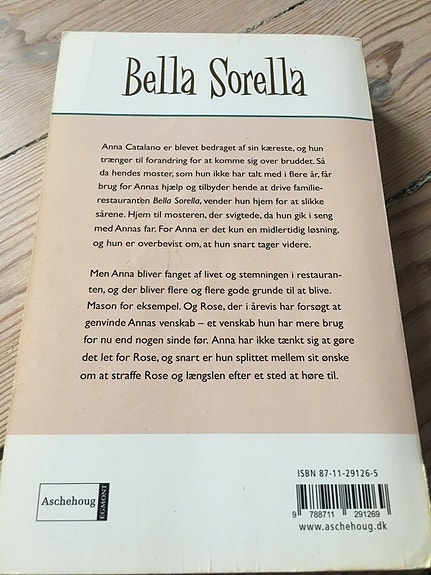 Bella Sorella
Anna Catalano er blevet bedraget af sin kæreste, og hun
trænger til forandring for at komme sig over bruddet. Så
da hendes moster, som hun ikke har talt med i flere år, får
brug for Annas hjælp og tilbyder hende at drive familie-
restauranten Bella Sorella, vender hun hjem for at slikke
sårene. Hjem til mosteren, der svigtede, da hun gik i seng
med Annas far. For Anna er det kun en midlertidig løsning,
og hun er overbevist om, at hun snart tager videre.
Men Anna bliver fanget af livet og stemningen i restauran-
ten, og der bliver flere og flere gode grunde til at blive.
Mason for eksempel. Og Rose, der i årevis har forsøgt at
genvinde Annas venskab – et venskab hun har mere brug
for nu end nogen sinde før. Anna har ikke tænkt sig at gøre
det let for Rose, og snart er hun splittet mellem sit ønske
om at straffe Rose og længslen efter et sted at høre til.
ISBN 87-11-29126-5
Aschehoug
EGMONT
9 788711 291269
www.aschehoug.dk